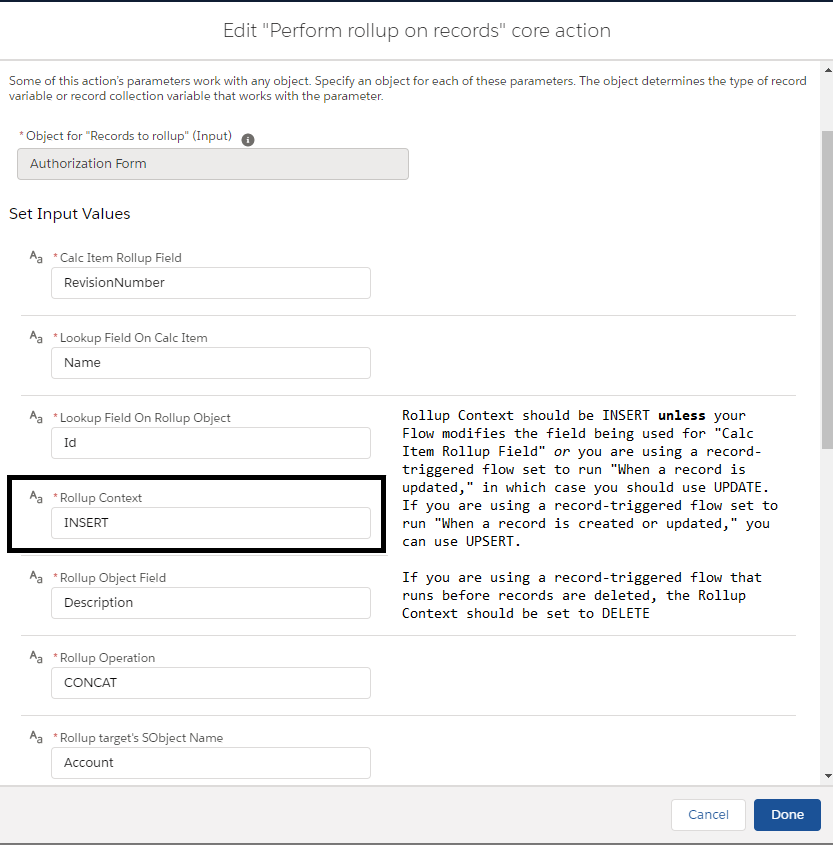 Edit "Perform rollup on records" core action
Some of this action's parameters work with any object. Specify an object for each of these parameters. The object determines the type of record
variable or record collection variable that works with the parameter.
* Object for "Records to rollup" (Input) i
Authorization Form
Set Input Values
Aa * Calc Item Rollup Field
RevisionNumber
Aa * Lookup Field On Calc Item
Name
Aa * Lookup Field On Rollup Object
Id
Aa * Rollup Context
INSERT
Rollup Context should be INSERT unless your
Flow modifies the field being used for "Calc
Item Rollup Field" or you are using a record-
triggered flow set to run "When a record is
updated," in which case you should use UPDATE.
If you are using a record-triggered flow set to
run "When a record is created or updated," you
can use UPSERT.
If you are using a record-triggered flow that
runs before records are deleted, the Rollup
Context should be set to DELETE
Aa * Rollup Object Field
Description
Aa * Rollup Operation
CONCAT
Aa * Rollup target's SObject Name
Account
Cancel
Done